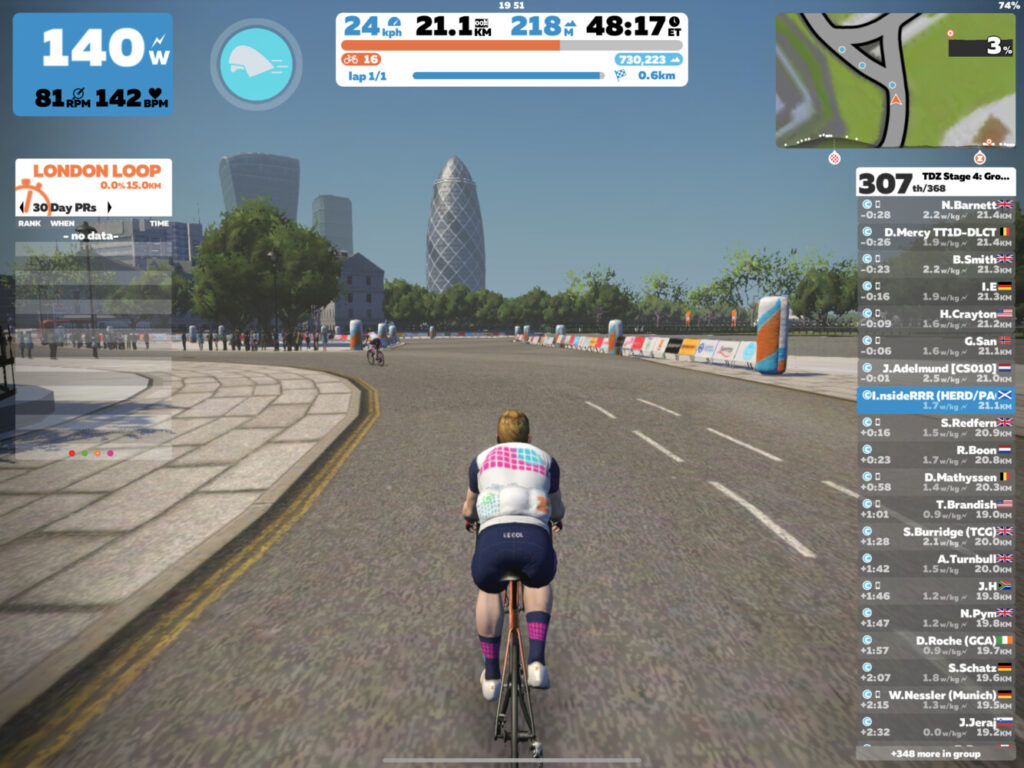 19 51
74%
140 w
81 RPM 142 BPM
24 kph 21.1 KM 218 M 48:17 ET
16 730,223
lap 1/1 0.6km
3%
LONDON LOOP
0.0% 15.0KM
30 Day PRs
RANK WHEN TIME
- no data-
307 th/368 TDZ Stage 4: Gro...
N.Barnett
-0:28 2.2w/kg 21.4KM
D.Mercy TT1D-DLCT
-0:26 1.9w/kg 21.4KM
B.Smith
-0:23 2.2w/kg 21.3KM
I.E
-0:16 1.9w/kg 21.3KM
H.Crayton
-0:09 1.6w/kg 21.2KM
G.San
-0:06 1.6w/kg 21.1KM
J.Adelmund [CS010]
-0:01 2.5w/kg 21.0KM
I.nsideRRR (HERD/PA
1.7w/kg 21.1KM
S.Redfern
+0:16 1.5w/kg 20.9KM
R.Boon
+0:23 1.7w/kg 20.8KM
D.Mathyssen
+0:58 1.4w/kg 20.3KM
T.Brandish
+1:01 0.9w/kg 19.0KM
S.Burridge (TCG)
+1:28 2.1w/kg 20.0KM
A.Turnbull
+1:42 1.5w/kg 20.0KM
J.H
+1:46 1.2w/kg 19.8KM
N.Pym
+1:47 1.2w/kg 19.8KM
D.Roche (GCA)
+1:57 0.9w/kg 19.7KM
S.Schatz
+2:07 1.8w/kg 19.6KM
W.Nessler (Munich)
+2:15 1.3w/kg 19.5KM
J.Jeraj
+2:32 0.0w/kg 19.2KM
+348 more in group
LE COL